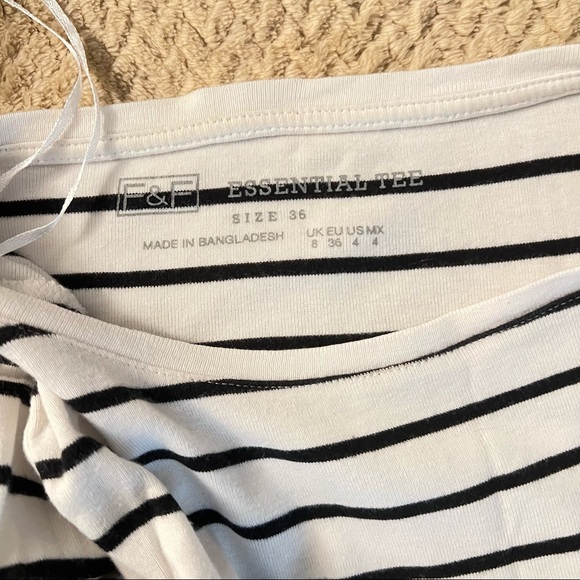 F&F ESSENTIAL TEE
SIZE 36
MADE IN BANGLADESH
UK EU US MX
8 36 4 4